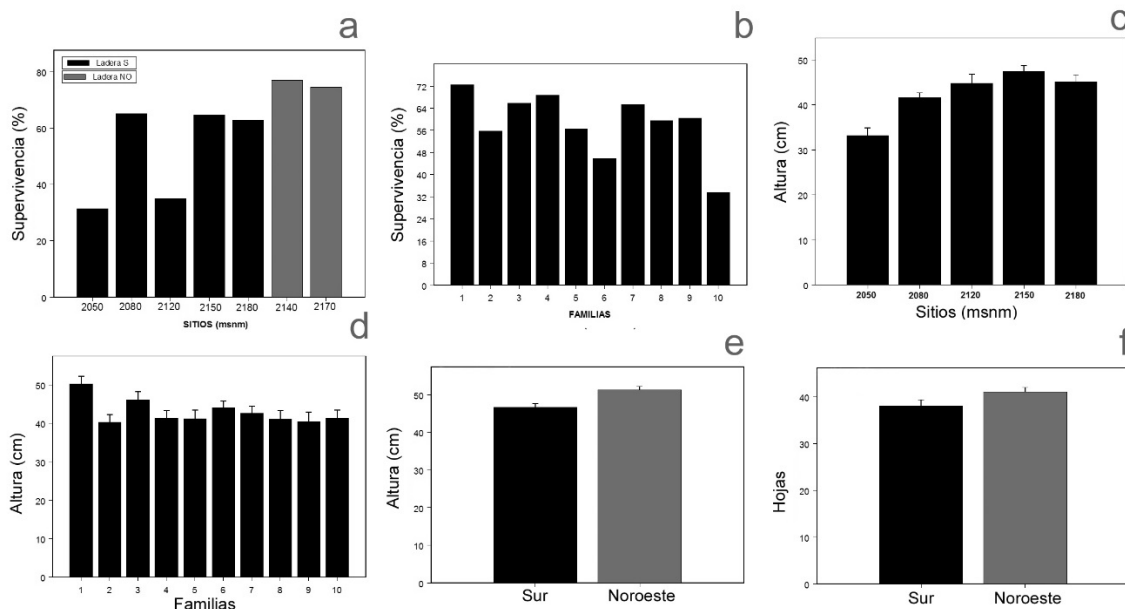 a
Ladera S
Ladera NO
Supervivencia (%)
80
60
40
20
0
2050 2080 2120 2150 2180 2140 2170
SITIOS (msnm)
b
Supervivencia (%)
72
64
56
48
40
32
24
16
8
0
1 2 3 4 5 6 7 8 9 10
FAMILIAS
c
Altura (cm)
50
40
30
20
10
0
2050 2080 2120 2150 2180
Sitios (msnm)
d
Altura (cm)
50
40
30
20
10
0
1 2 3 4 5 6 7 8 9 10
Familias
e
Altura (cm)
50
40
30
20
10
0
Sur Noroeste
f
Hojas
40
30
20
10
0
Sur Noroeste